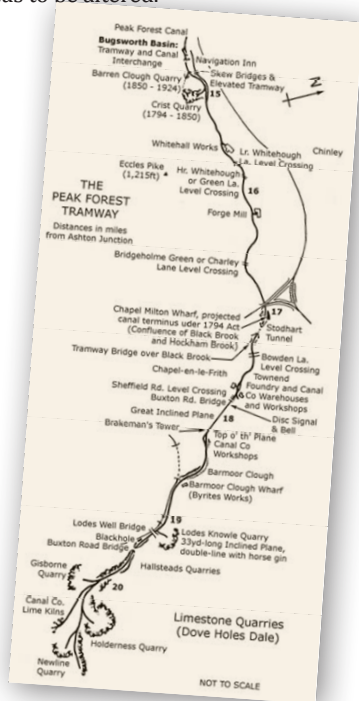 as to be altered.
Peak Forest Canal
Bugsworth Basin:
Tramway and Canal
Interchange
Navigation Inn
Skew Bridges &
Elevated Tramway
Barren Clough Quarry
(1850 - 1924)
15
Crist Quarry
(1794 - 1850)
N
Whitehall Works
Lr. Whitehough
La. Level Crossing
Chinley
Eccles Pike
(1,215ft)
Hr. Whitehough
or Green La.
Level Crossing
16
THE
PEAK FOREST
TRAMWAY
Distances in miles
from Ashton Junction
Forge Mill
Bridgeholme Green or Charley
Lane Level Crossing
Chapel Milton Wharf, projected
canal terminus uder 1794 Act
(Confluence of Black Brook
and Hockham Brook)
17
Stodhart
Tunnel
Tramway Bridge over Black Brook
Bowden La.
Level Crossing
Chapel-en-le-Frith
Townend
Foundry and Canal
Co Warehouses
and Workshops
Sheffield Rd. Level Crossing
Buxton Rd. Bridge
Great Inclined Plane
18
Disc Signal
& Bell
Brakeman's Tower
Top o' th' Plane
Canal Co
Workshops
Barmoor Clough
Barmoor Clough Wharf
(Byrites Works)
19
Lodes Well Bridge
Blackhole
Buxton Road Bridge
Lodes Knowle Quarry
33yd-long Inclined Plane,
double-line with horse gin
Hallsteads Quarries
Gisborne
Quarry
20
Canal Co.
Lime Kilns
Limestone Quarries
(Dove Holes Dale)
Holderness Quarry
Newline
Quarry
NOT TO SCALE